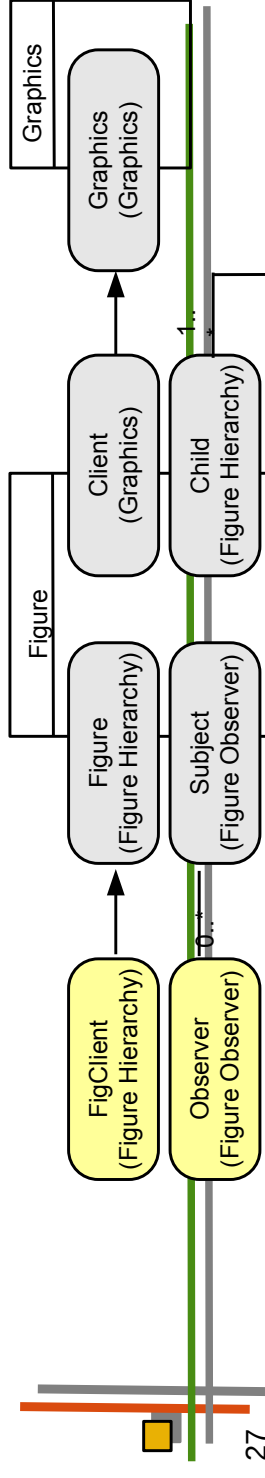 Figure
Graphics
FigClient
(Figure Hierarchy)
Figure
(Figure Hierarchy)
Client
(Graphics)
Graphics
(Graphics)
Observer
(Figure Observer)
0..*
Subject
(Figure Observer)
Child
(Figure Hierarchy)
1..
*
27